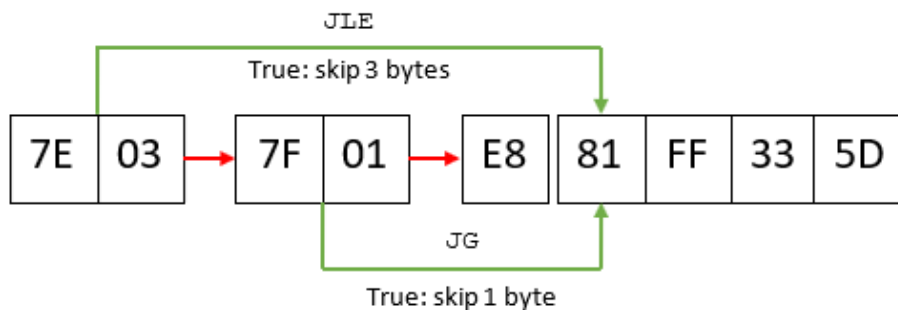 JLE
True: skip 3 bytes
7E 03 7F 01 E8 81 FF 33 5D
JG
True: skip 1 byte